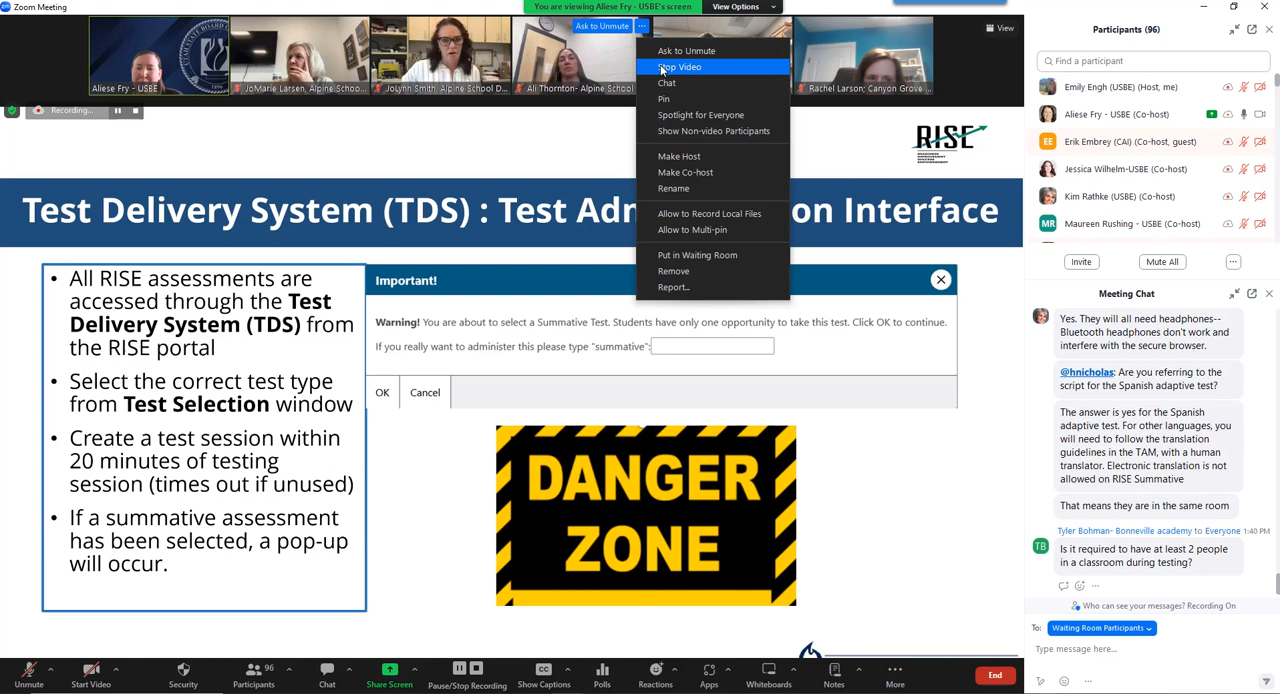 Zoom Meeting
You are viewing Aliese Fry - USBE's screen
View Options
Ask to Unmute
View
Aliese Fry - USBE
JoMarie Larsen, Alpine Schoo...
JoLynn Smith, Alpine School D...
Ali Thornton- Alpine School
Rachel Larson; Canyon Grove ...
Recording...
Ask to Unmute
Stop Video
Chat
Pin
Spotlight for Everyone
Show Non-video Participants
Make Host
Make Co-host
Rename
Allow to Record Local Files
Allow to Multi-pin
Put in Waiting Room
Remove
Report...
RISE
Test Delivery System (TDS) : Test Adm on Interface
• All RISE assessments are
accessed through the Test
Delivery System (TDS) from
the RISE portal
• Select the correct test type
from Test Selection window
• Create a test session within
20 minutes of testing
session (times out if unused)
• If a summative assessment
has been selected, a pop-up
will occur.
Important!
Warning! You are about to select a Summative Test. Students have only one opportunity to take this test. Click OK to continue.
If you really want to administer this please type "summative":
OK
Cancel
DANGER
ZONE
Participants (96)
Find a participant
Emily Engh (USBE) (Host, me)
Aliese Fry - USBE (Co-host)
EE
Erik Embrey (CAI) (Co-host, guest)
Jessica Wilhelm-USBE (Co-host)
Kim Rathke (USBE) (Co-host)
MR
Maureen Rushing - USBE (Co-host)
Invite
Mute All
...
Meeting Chat
Yes. They will all need headphones--
Bluetooth headphones don't work and
interfere with the secure browser.
@hnicholas: Are you referring to the
script for the Spanish adaptive test?
The answer is yes for the Spanish
adaptive test. For other languages, you
will need to follow the translation
guidelines in the TAM, with a human
translator. Electronic translation is not
allowed on RISE Summative
That means they are in the same room
Tyler Bohman- Bonneville academy to Everyone 1:40 PM
TB
Is it required to have at least 2 people
in a classroom during testing?
Who can see your messages? Recording On
To: Waiting Room Participants
Type message here...
Unmute
Start Video
Security
96
Participants
Chat
Share Screen
Pause/Stop Recording
CC
Show Captions
Polls
Reactions
Apps
Whiteboards
Notes
More
End